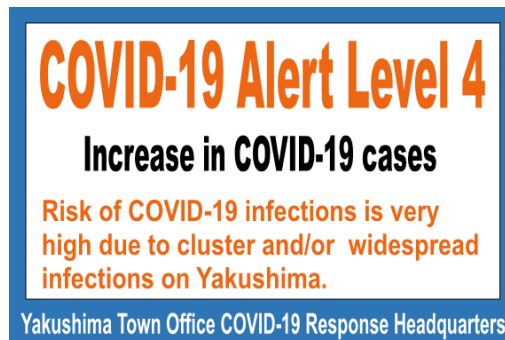 COVID-19 Alert Level 4
Increase in COVID-19 cases
Risk of COVID-19 infections is very
high due to cluster and/or widespread
infections on Yakushima.
Yakushima Town Office COVID-19 Response Headquarters